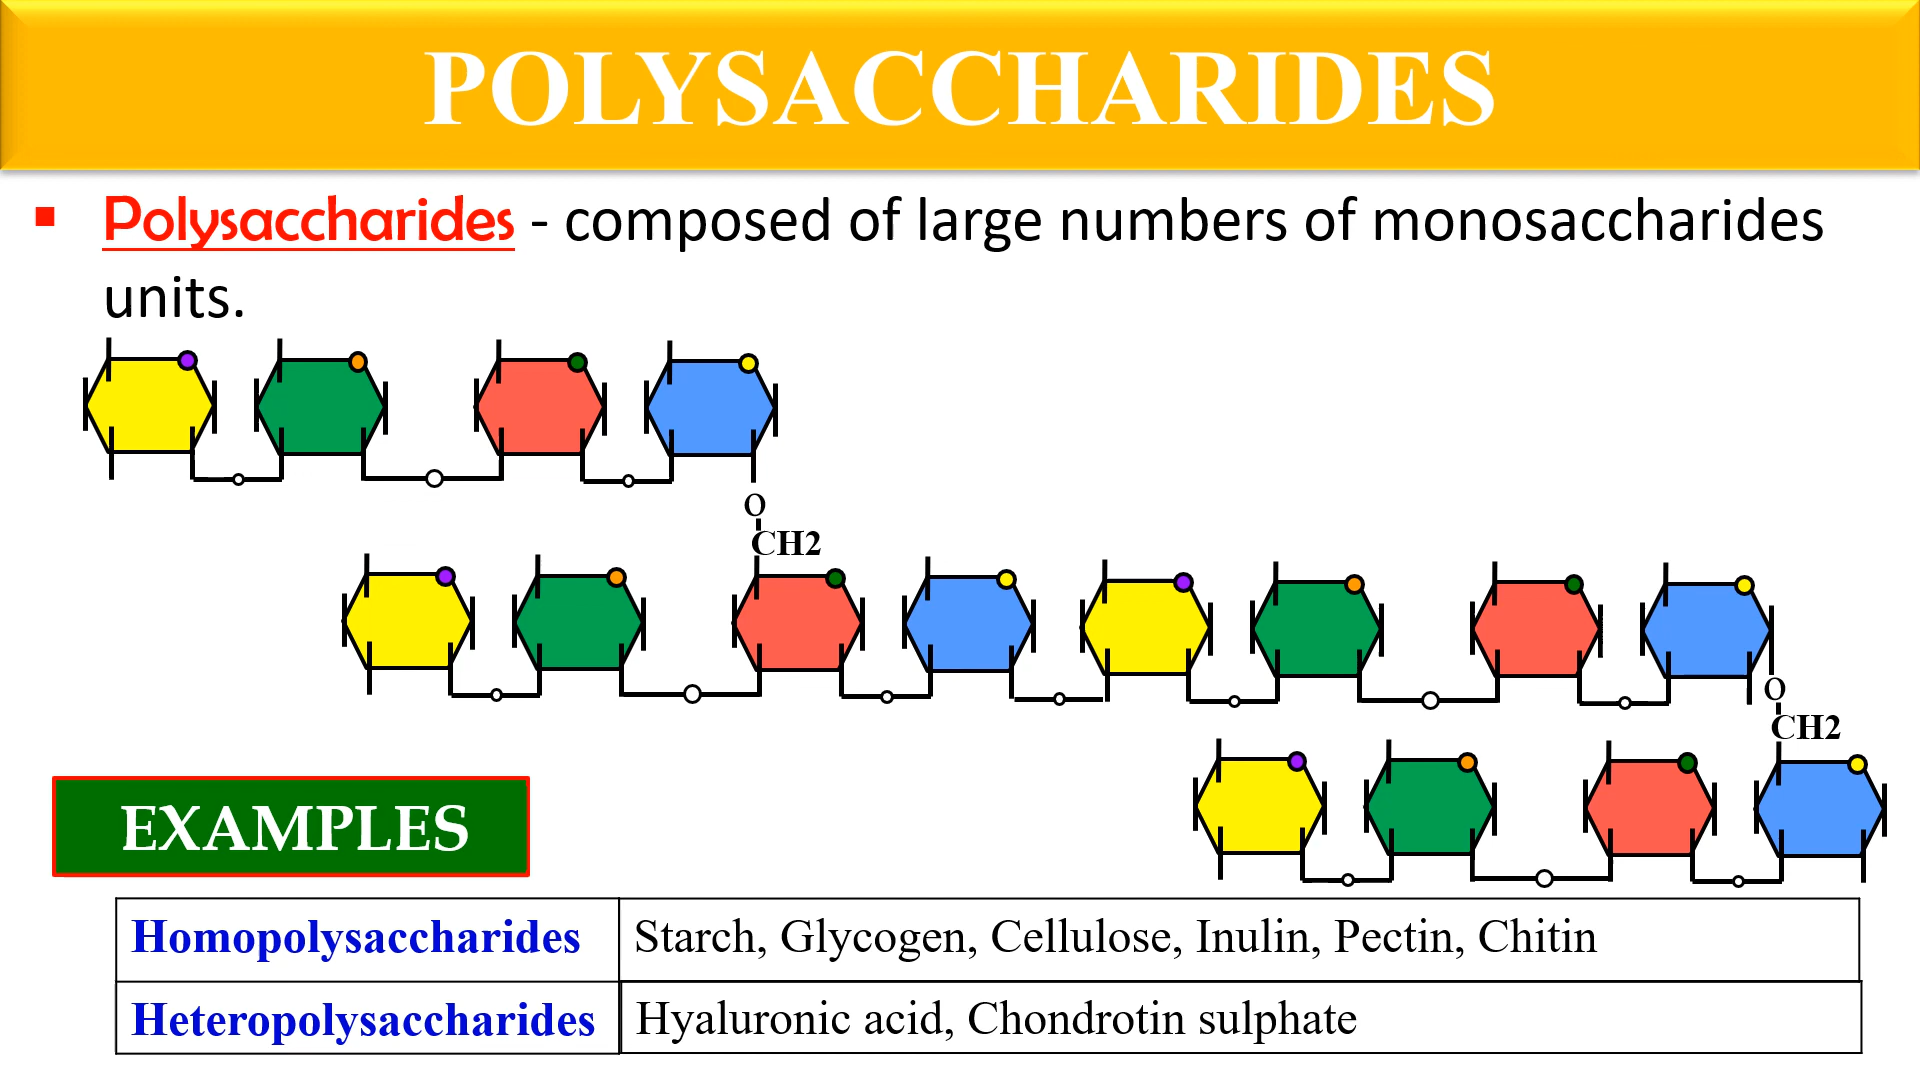 POLYSACCHARIDES
▪ Polysaccharides - composed of large numbers of monosaccharides
units.
O
CH2
O
CH2
EXAMPLES
Homopolysaccharides Starch, Glycogen, Cellulose, Inulin, Pectin, Chitin
Heteropolysaccharides Hyaluronic acid, Chondrotin sulphate